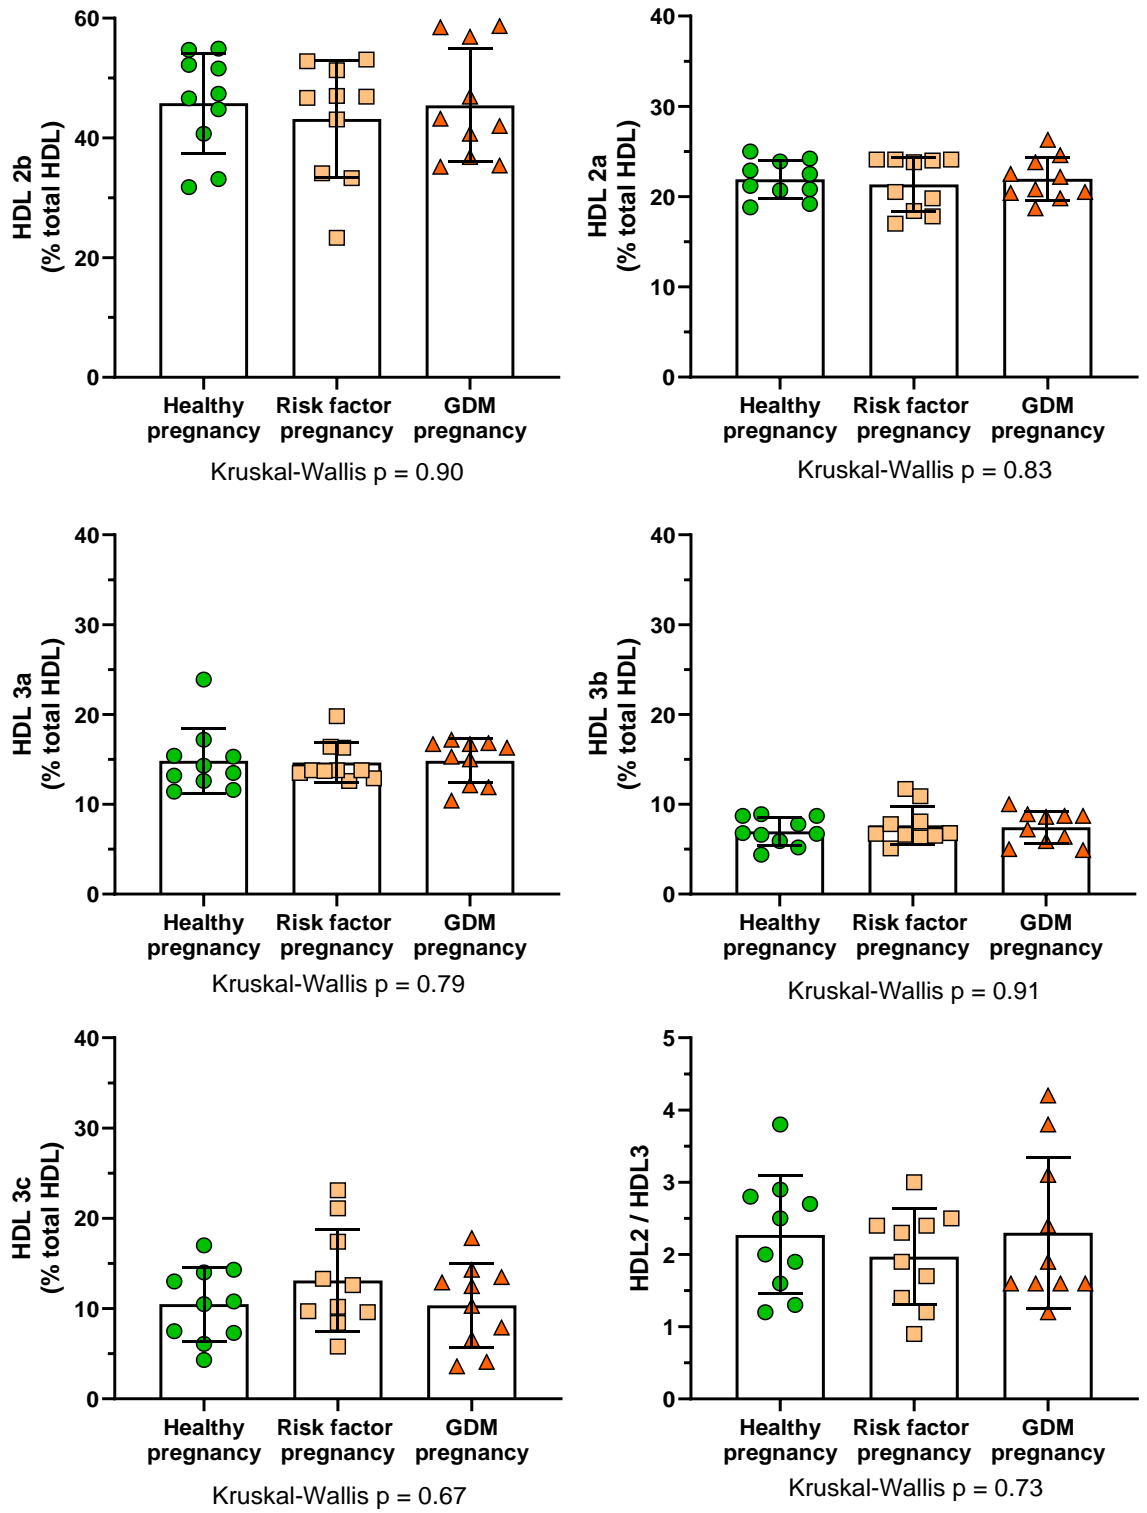 HDL 2b
(% total HDL)
60
40
20
0
Healthy pregnancy
Risk factor pregnancy
GDM pregnancy
Kruskal-Wallis p = 0.90
HDL 2a
(% total HDL)
40
30
20
10
0
Healthy pregnancy
Risk factor pregnancy
GDM pregnancy
Kruskal-Wallis p = 0.83
HDL 3a
(% total HDL)
40
30
20
10
0
Healthy pregnancy
Risk factor pregnancy
GDM pregnancy
Kruskal-Wallis p = 0.79
HDL 3b
(% total HDL)
40
30
20
10
0
Healthy pregnancy
Risk factor pregnancy
GDM pregnancy
Kruskal-Wallis p = 0.91
HDL 3c
(% total HDL)
40
30
20
10
0
Healthy pregnancy
Risk factor pregnancy
GDM pregnancy
Kruskal-Wallis p = 0.67
HDL2 / HDL3
5
4
3
2
1
0
Healthy pregnancy
Risk factor pregnancy
GDM pregnancy
Kruskal-Wallis p = 0.73